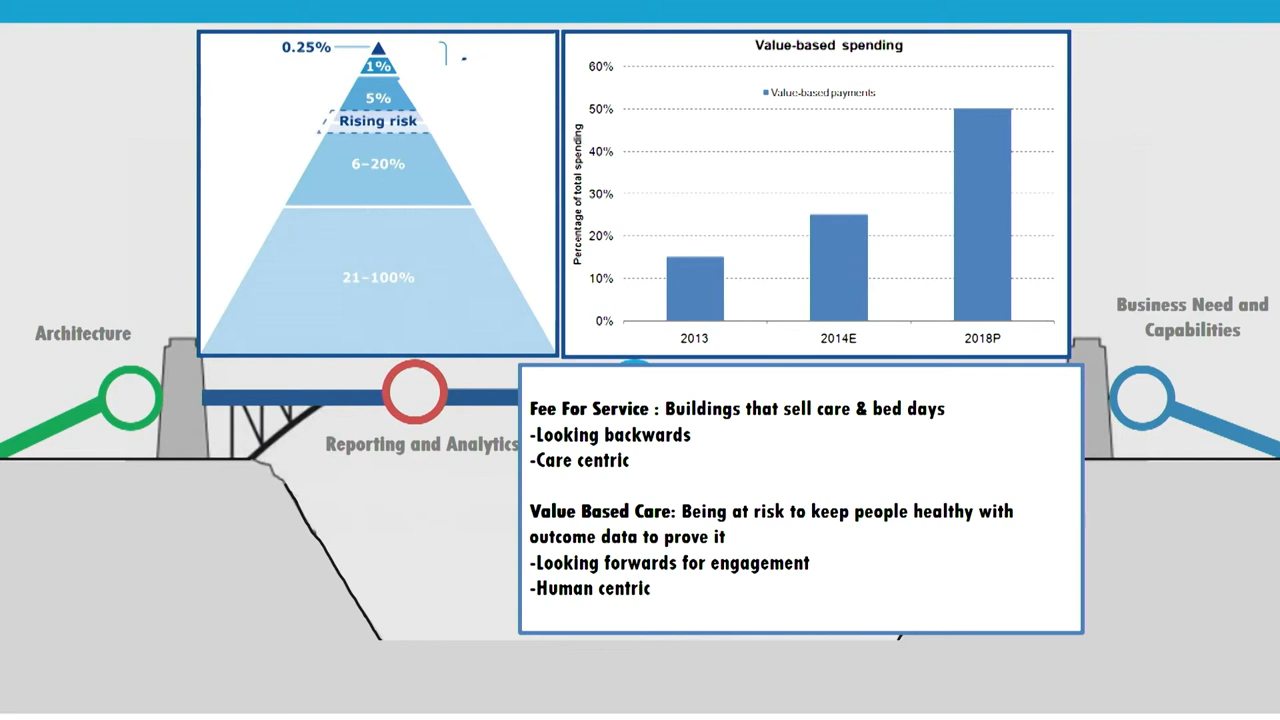 0.25%
1%
5%
Rising risk
6–20%
21–100%
Value-based spending
Value-based payments
Percentage of total spending
60%
50%
40%
30%
20%
10%
0%
2013
2014E
2018P
Architecture
Reporting and Analytics
Business Need and
Capabilities
Fee For Service : Buildings that sell care & bed days
-Looking backwards
-Care centric
Value Based Care: Being at risk to keep people healthy with
outcome data to prove it
-Looking forwards for engagement
-Human centric